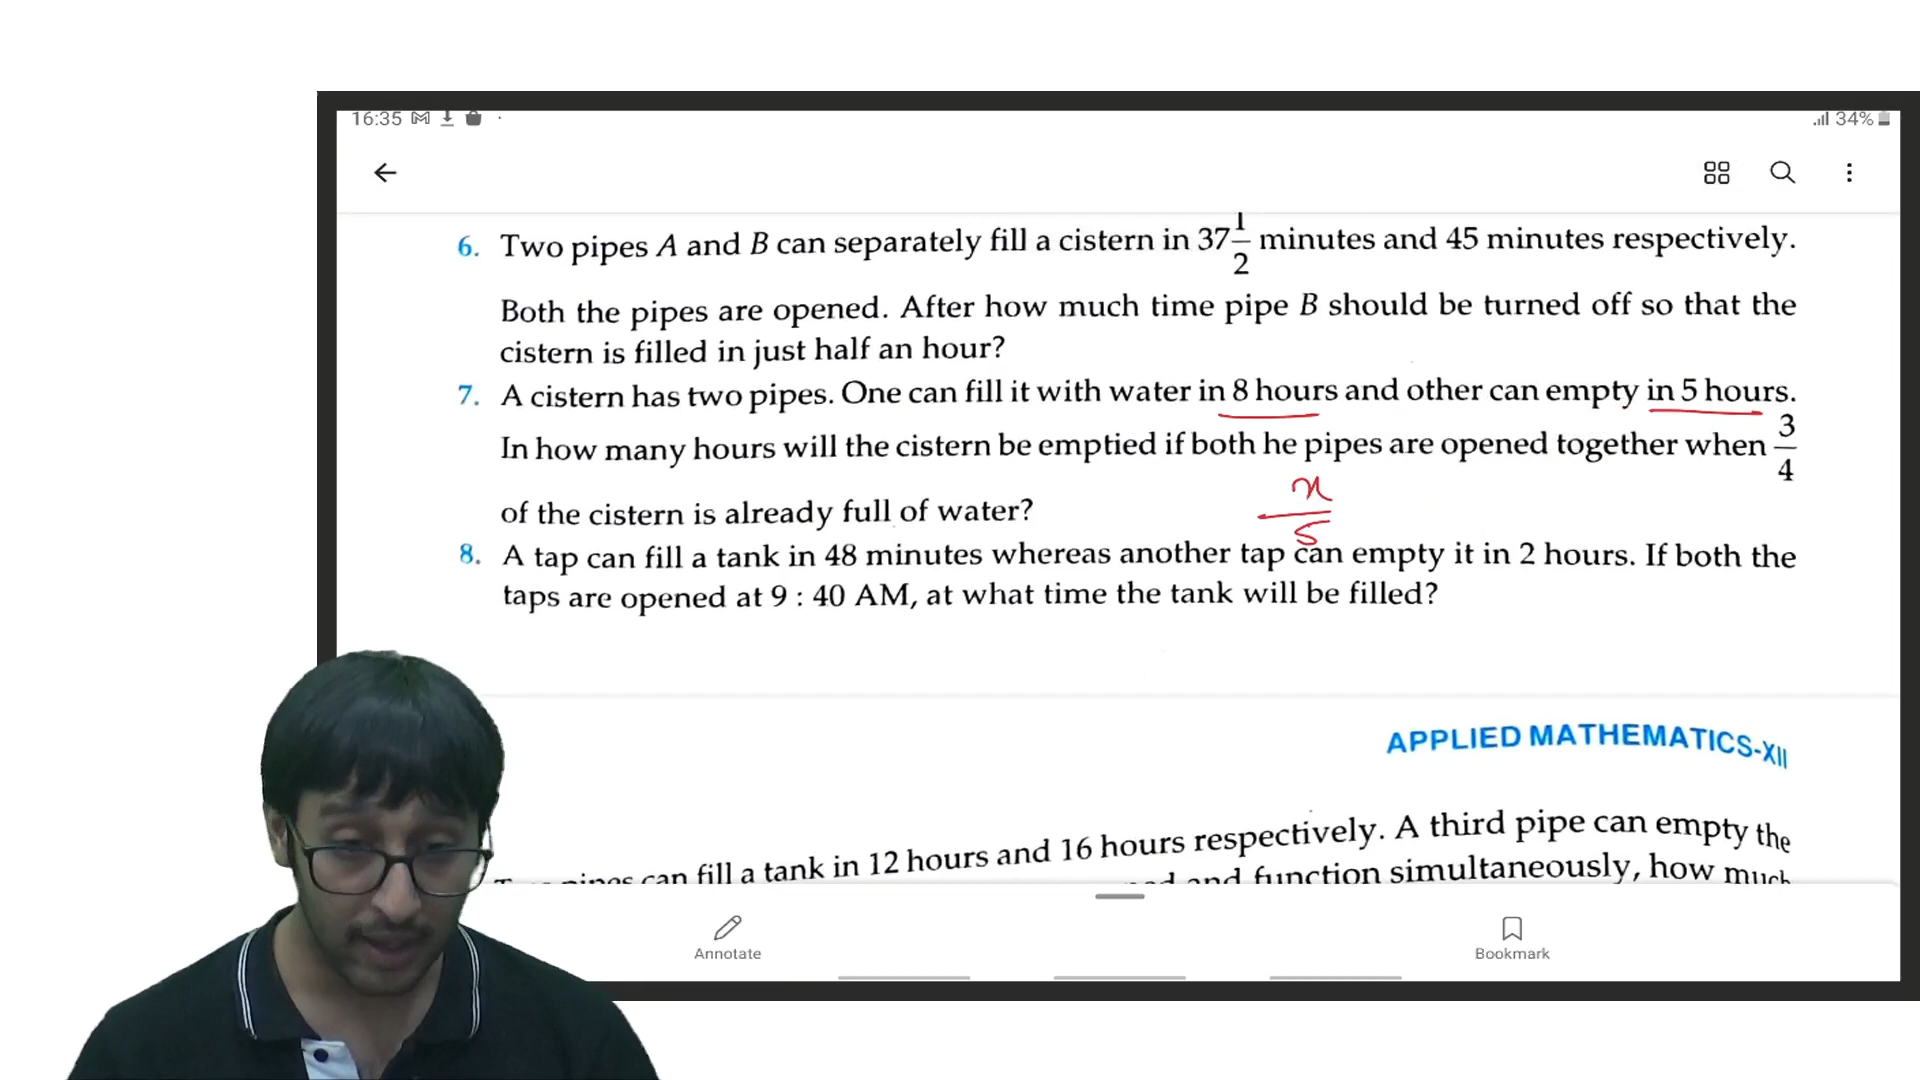 16:35
34%
6. Two pipes A and B can separately fill a cistern in 37 1/2 minutes and 45 minutes respectively.
Both the pipes are opened. After how much time pipe B should be turned off so that the
cistern is filled in just half an hour?
7. A cistern has two pipes. One can fill it with water in 8 hours and other can empty in 5 hours.
In how many hours will the cistern be emptied if both he pipes are opened together when 3/4
of the cistern is already full of water?
x/5
8. A tap can fill a tank in 48 minutes whereas another tap can empty it in 2 hours. If both the
taps are opened at 9 : 40 AM, at what time the tank will be filled?
APPLIED MATHEMATICS-XII
pipes can fill a tank in 12 hours and 16 hours respectively. A third pipe can empty the
and function simultaneously, how much
Annotate
Bookmark